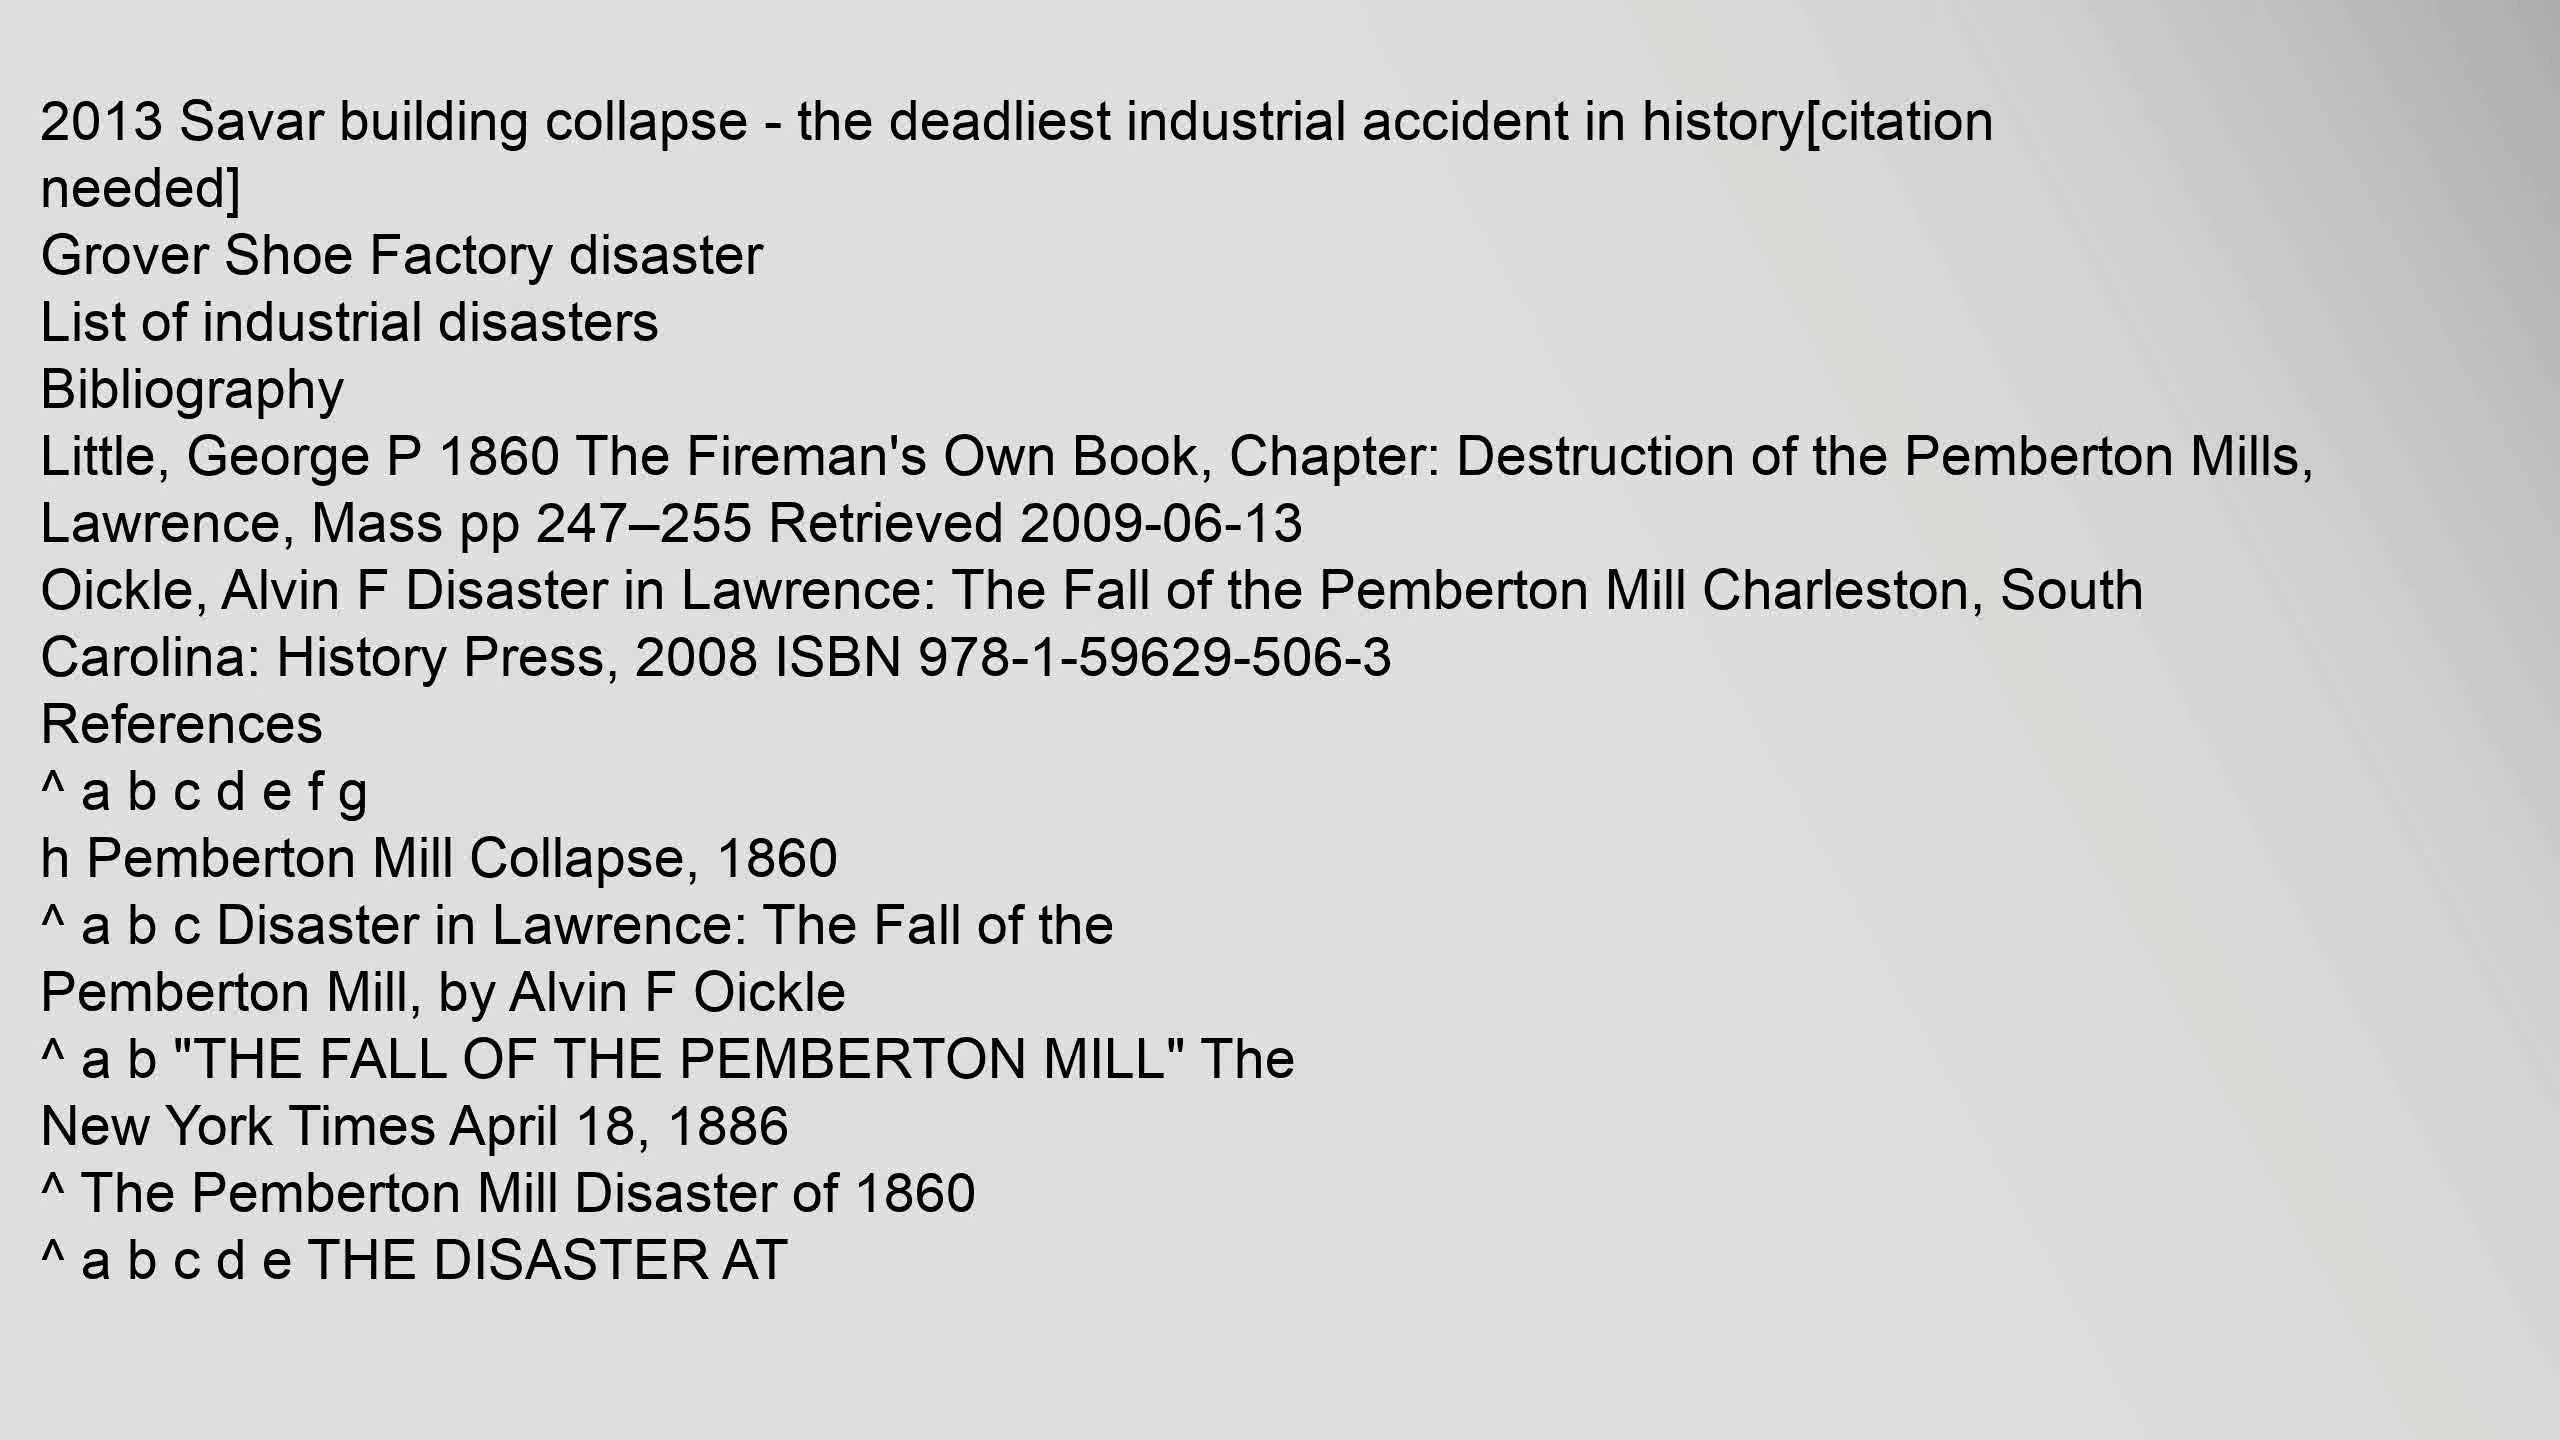 2013 Savar building collapse - the deadliest industrial accident in history[citation
needed]
Grover Shoe Factory disaster
List of industrial disasters
Bibliography
Little, George P 1860 The Fireman's Own Book, Chapter: Destruction of the Pemberton Mills,
Lawrence, Mass pp 247–255 Retrieved 2009-06-13
Oickle, Alvin F Disaster in Lawrence: The Fall of the Pemberton Mill Charleston, South
Carolina: History Press, 2008 ISBN 978-1-59629-506-3
References
^ a b c d e f g
h Pemberton Mill Collapse, 1860
^ a b c Disaster in Lawrence: The Fall of the
Pemberton Mill, by Alvin F Oickle
^ a b "THE FALL OF THE PEMBERTON MILL" The
New York Times April 18, 1886
^ The Pemberton Mill Disaster of 1860
^ a b c d e THE DISASTER AT